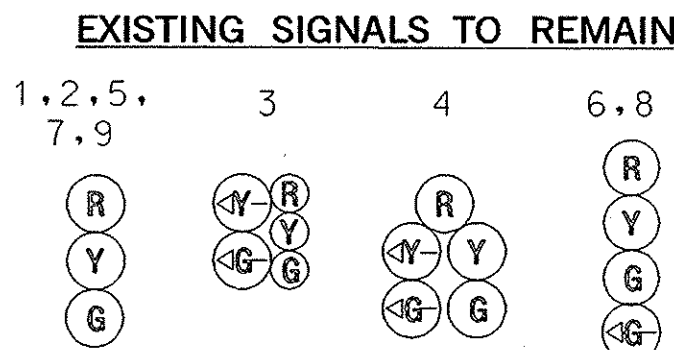 EXISTING SIGNALS TO REMAIN
1,2,5, 3 4 6,8
7,9
R
Y
G
Y R
Y
G G
R
Y Y
G G
R
Y
G
G